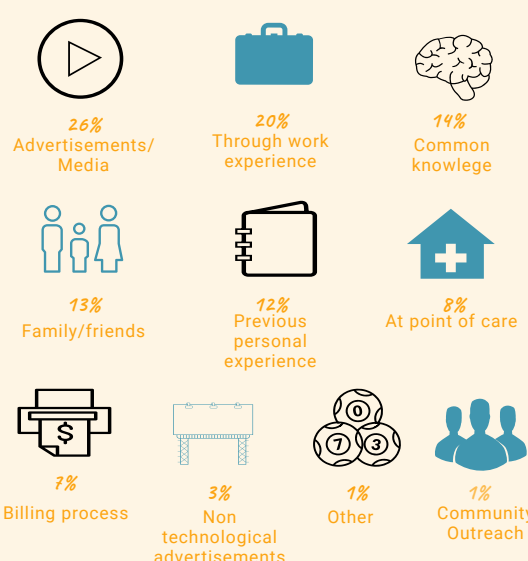 26%
Advertisements/
Media
20%
Through work
experience
14%
Common
knowlege
13%
Family/friends
12%
Previous
personal
experience
8%
At point of care
$
7%
Billing process
3%
Non
technological
advertisements
0
7 3
1%
Other
1%
Community
Outreach